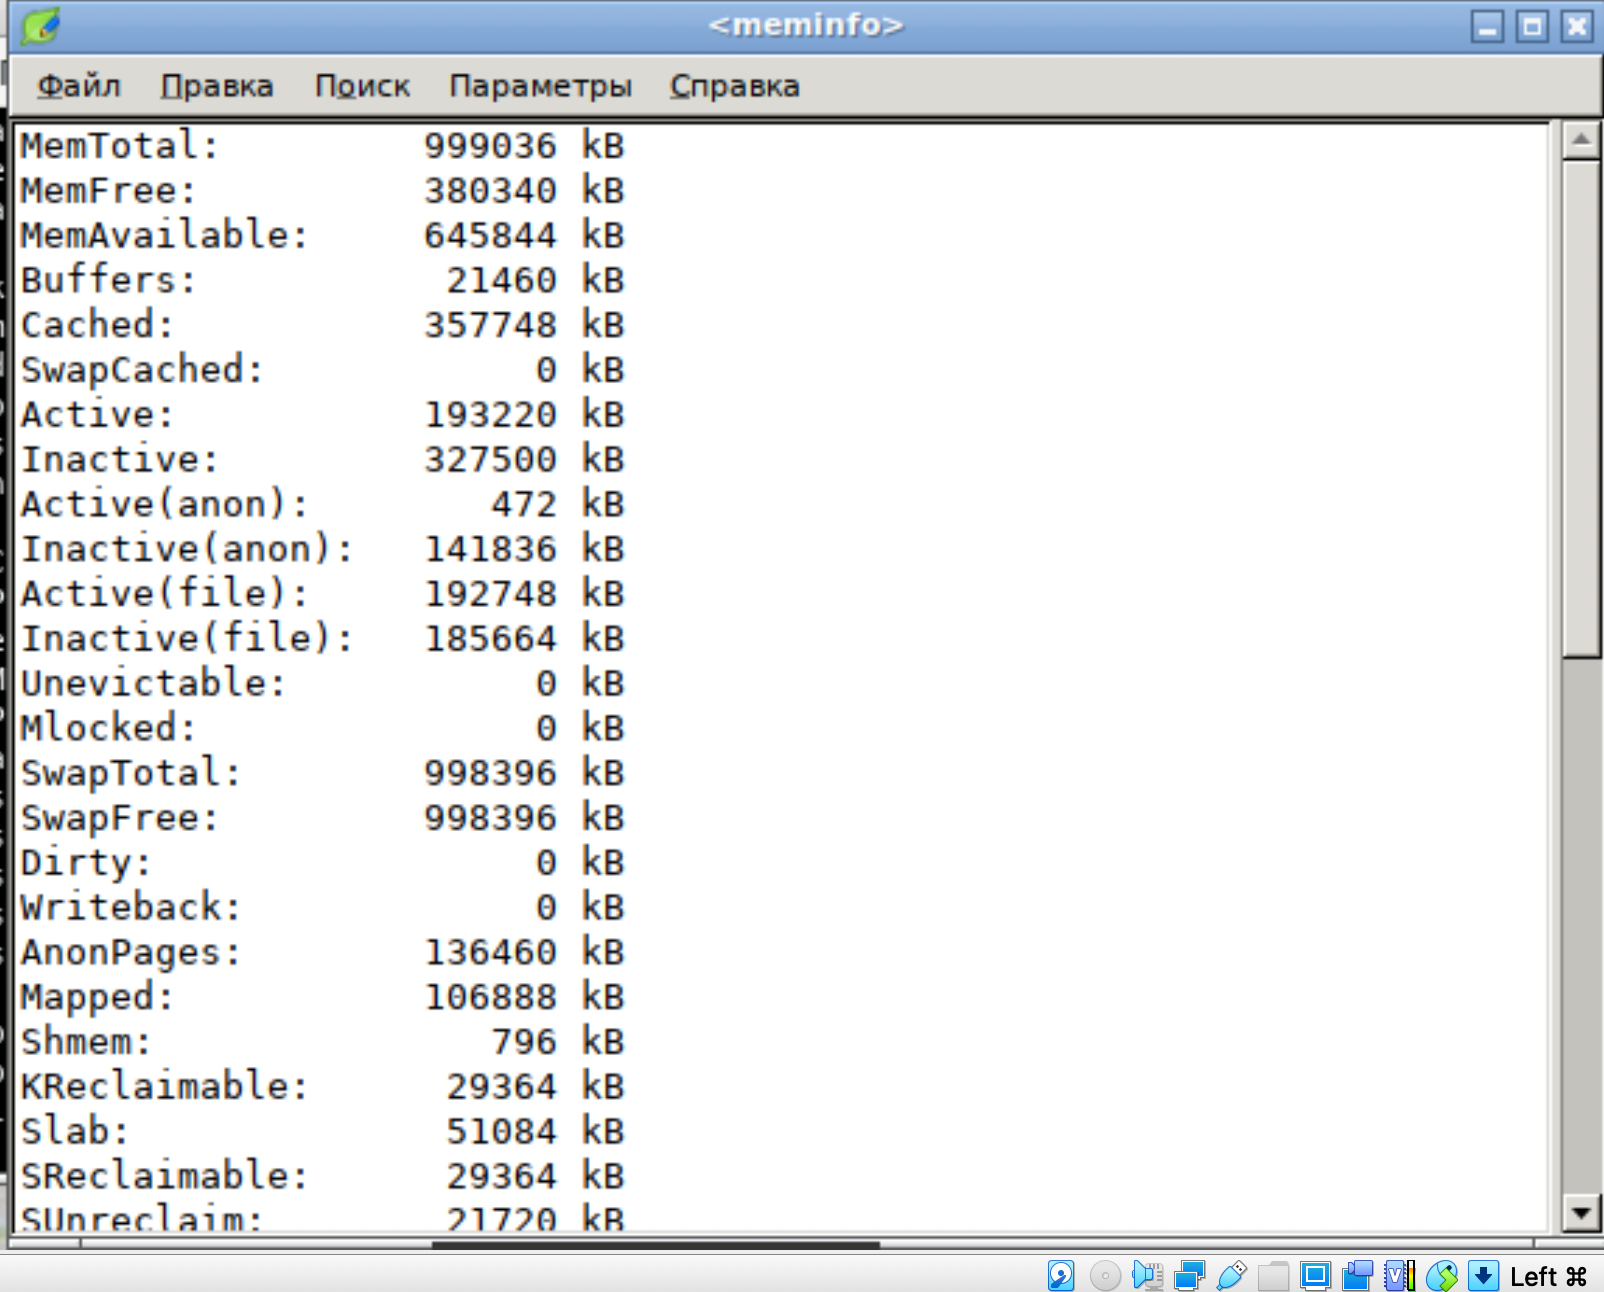 <meminfo>
Файл Правка Поиск Параметры Справка
MemTotal: 999036 kB
MemFree: 380340 kB
MemAvailable: 645844 kB
Buffers: 21460 kB
Cached: 357748 kB
SwapCached: 0 kB
Active: 193220 kB
Inactive: 327500 kB
Active(anon): 472 kB
Inactive(anon): 141836 kB
Active(file): 192748 kB
Inactive(file): 185664 kB
Unevictable: 0 kB
Mlocked: 0 kB
SwapTotal: 998396 kB
SwapFree: 998396 kB
Dirty: 0 kB
Writeback: 0 kB
AnonPages: 136460 kB
Mapped: 106888 kB
Shmem: 796 kB
KReclaimable: 29364 kB
Slab: 51084 kB
SReclaimable: 29364 kB
SUnreclaim: 21720 kB
Left ⌘